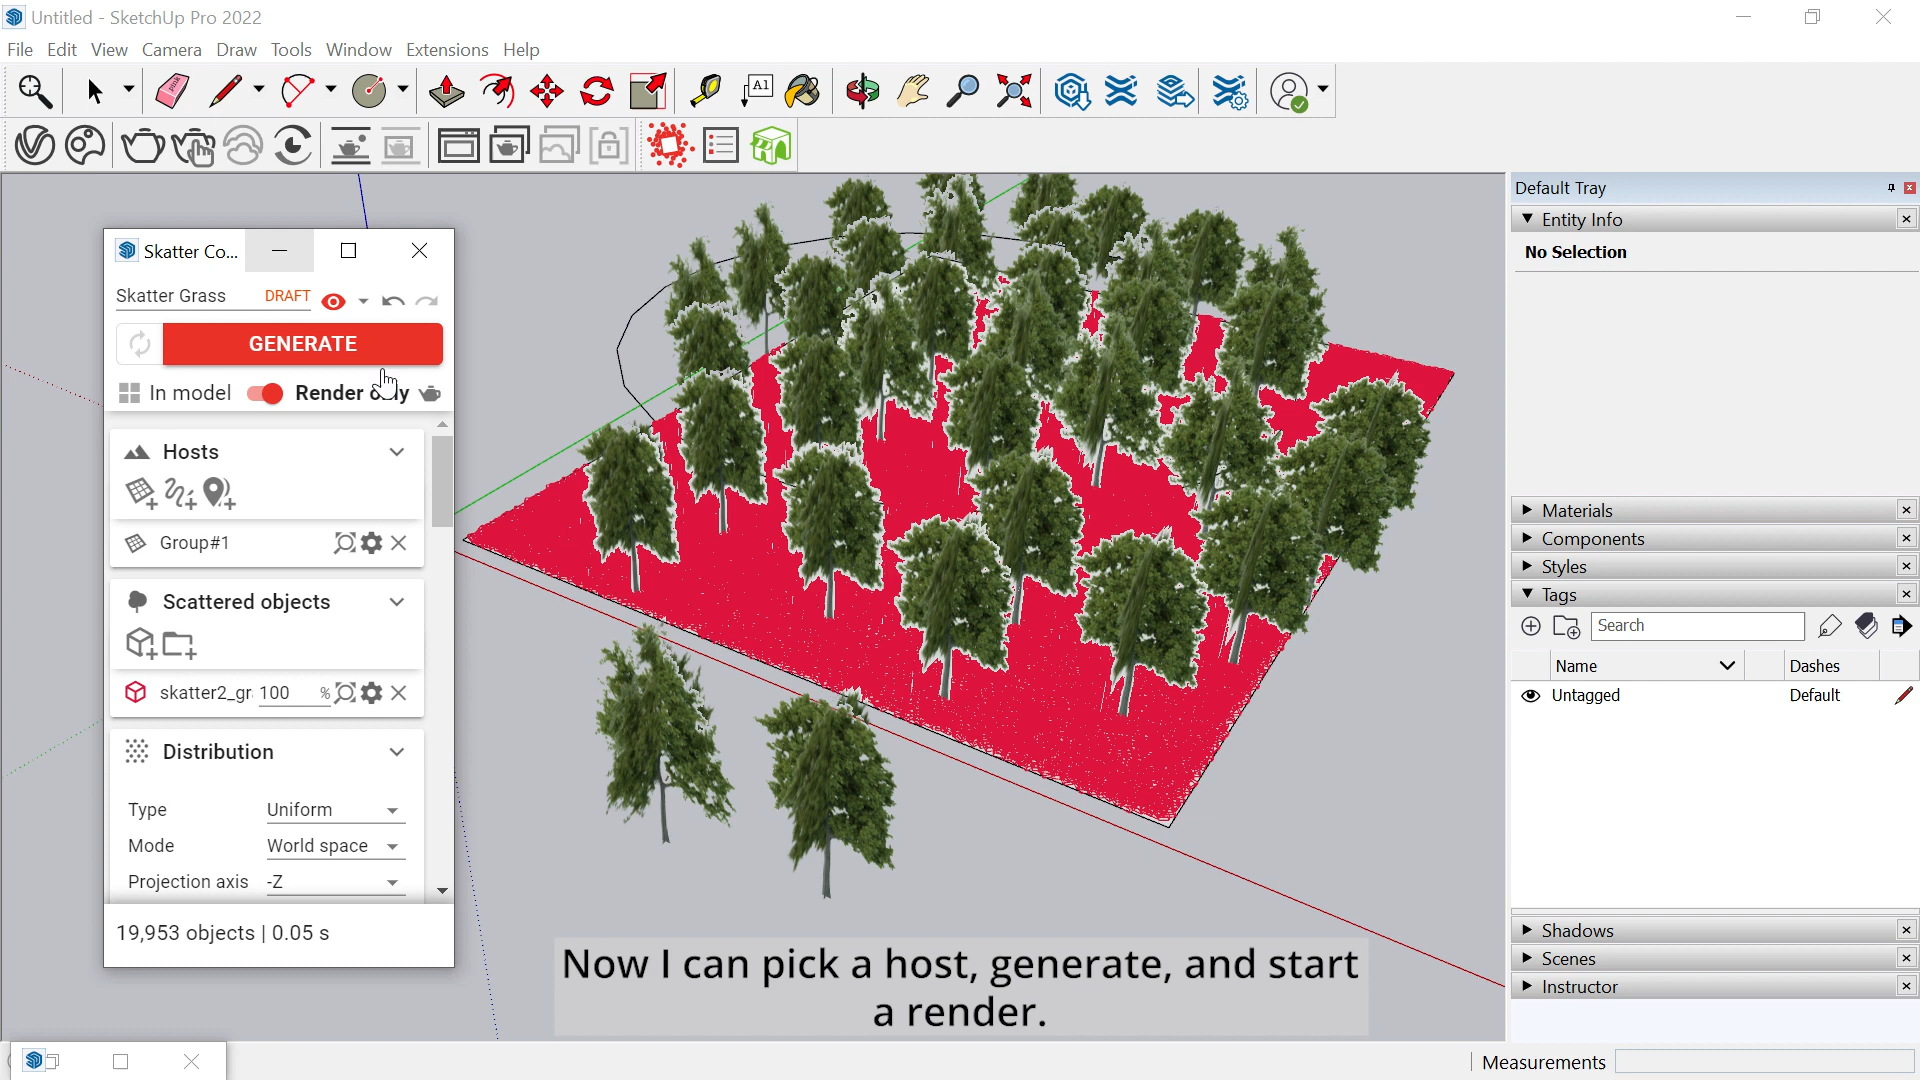 Untitled - SketchUp Pro 2022
File Edit View Camera Draw Tools Window Extensions Help
A1
Default Tray
Entity Info
No Selection
Skatter Co...
Skatter Grass DRAFT
GENERATE
In model Render only
Hosts
Group#1
Scattered objects
skatter2_gr 100 %
Distribution
Type Uniform
Mode World space
Projection axis -Z
19,953 objects | 0.05 s
Materials
Components
Styles
Tags
Search
Name Dashes
Untagged Default
Shadows
Scenes
Instructor
Now I can pick a host, generate, and start
a render.
Measurements